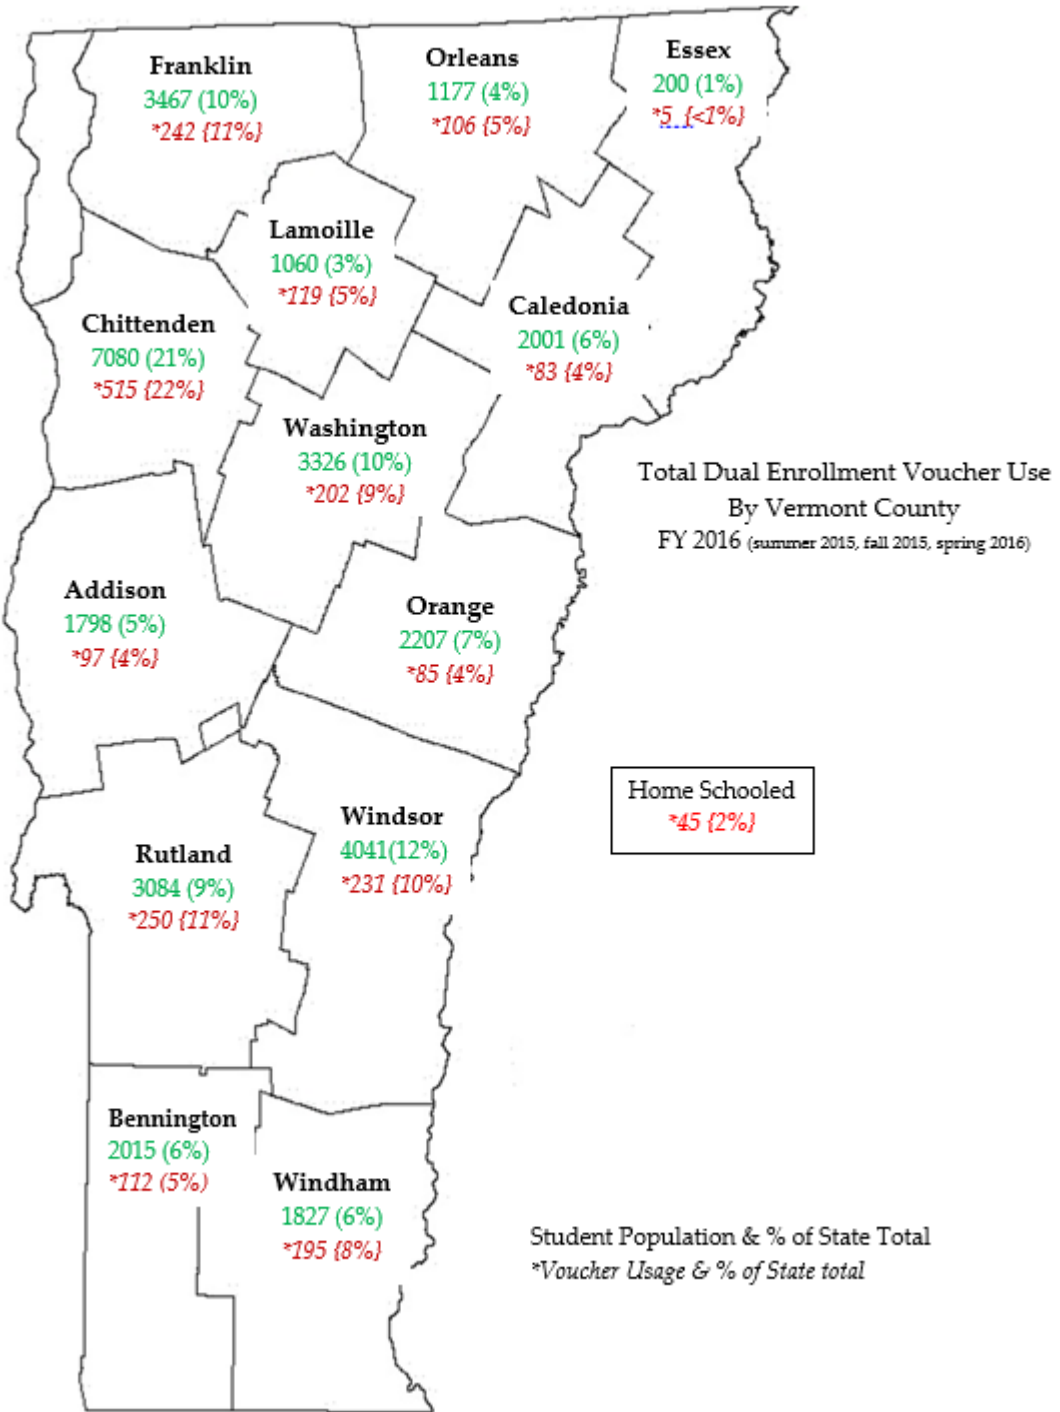 Franklin
3467 (10%)
*242 {11%}
Orleans
1177 (4%)
*106 {5%}
Essex
200 (1%)
*5 {<1%}
Lamoille
1060 (3%)
*119 {5%}
Chittenden
7080 (21%)
*515 {22%}
Caledonia
2001 (6%)
*83 {4%}
Washington
3326 (10%)
*202 {9%}
Total Dual Enrollment Voucher Use
By Vermont County
FY 2016 (summer 2015, fall 2015, spring 2016)
Addison
1798 (5%)
*97 {4%}
Orange
2207 (7%)
*85 {4%}
Home Schooled
*45 {2%}
Windsor
4041(12%)
*231 {10%}
Rutland
3084 (9%)
*250 {11%}
Bennington
2015 (6%)
*112 (5%)
Windham
1827 (6%)
*195 {8%}
Student Population & % of State Total
*Voucher Usage & % of State total